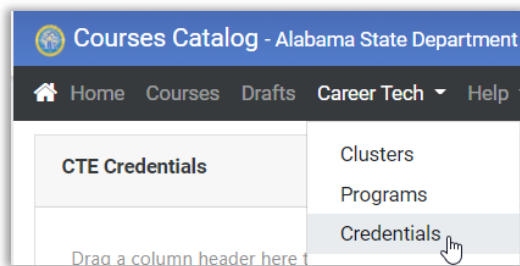 Courses Catalog - Alabama State Department
Home Courses Drafts Career Tech Help
CTE Credentials
Clusters
Programs
Credentials
Drag a column header here t